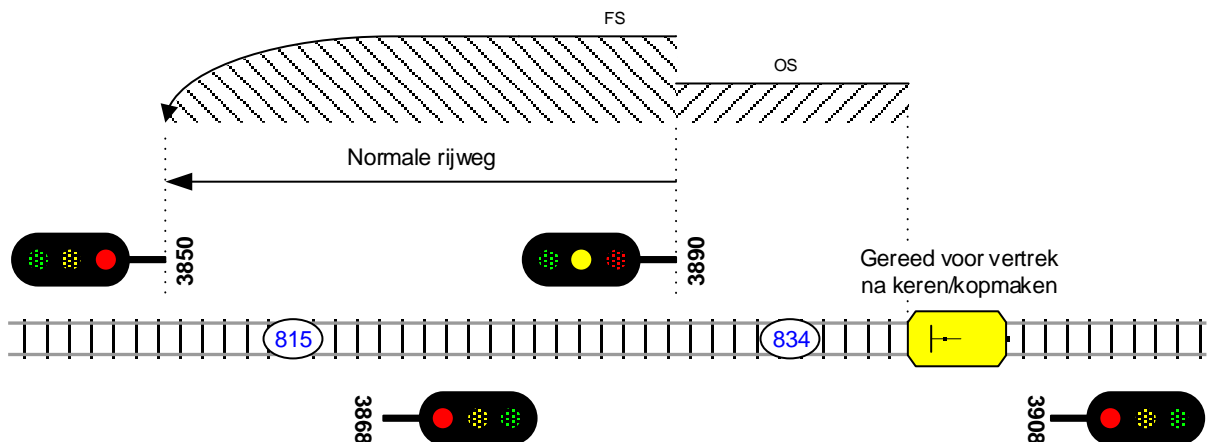 FS
OS
Normale rijweg
3850
3890
Gereed voor vertrek
na keren/kopmaken
815
834
3868
3908